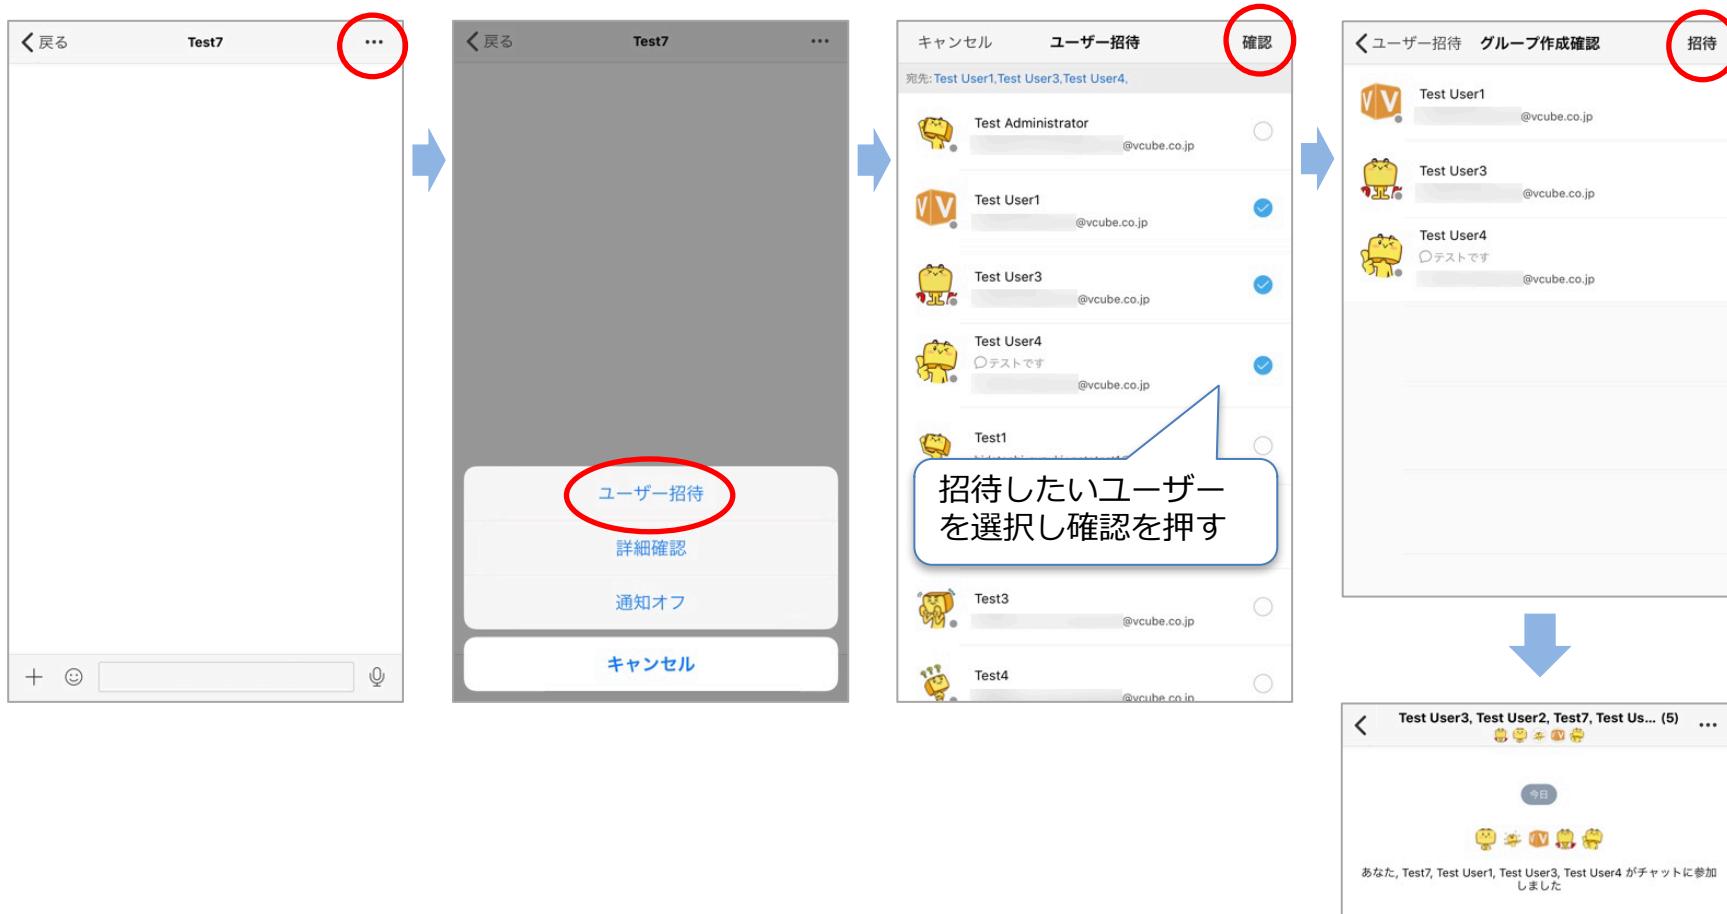 戻る
Test7
戻る
Test7
ユーザー招待
詳細確認
通知オフ
キャンセル
キャンセル
ユーザー招待
確認
宛先: Test User1,Test User3,Test User4,
Test Administrator
@vcube.co.jp
Test User1
@vcube.co.jp
Test User3
@vcube.co.jp
Test User4
テストです
@vcube.co.jp
Test1
招待したいユーザー
を選択し確認を押す
Test3
@vcube.co.jp
Test4
@vcube.co.jp
ユーザー招待
グループ作成確認
招待
Test User1
@vcube.co.jp
Test User3
@vcube.co.jp
Test User4
テストです
@vcube.co.jp
Test User3, Test User2, Test7, Test Us... (5)
今日
あなた, Test7, Test User1, Test User3, Test User4 がチャットに参加
しました